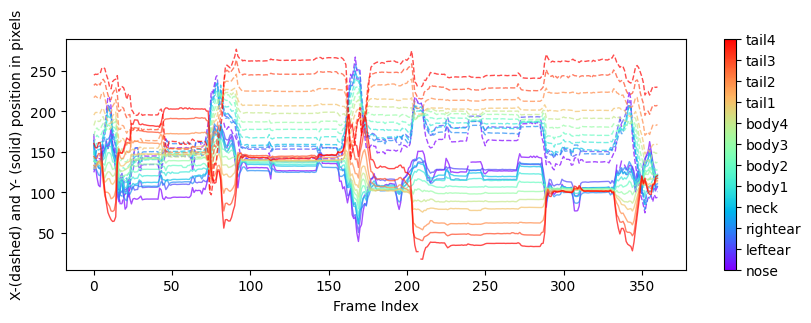 X-(dashed) and Y- (solid) position in pixels
250
200
150
100
50
0
50
100
150
200
250
300
350
Frame Index
tail4
tail3
tail2
tail1
body4
body3
body2
body1
neck
rightear
leftear
nose